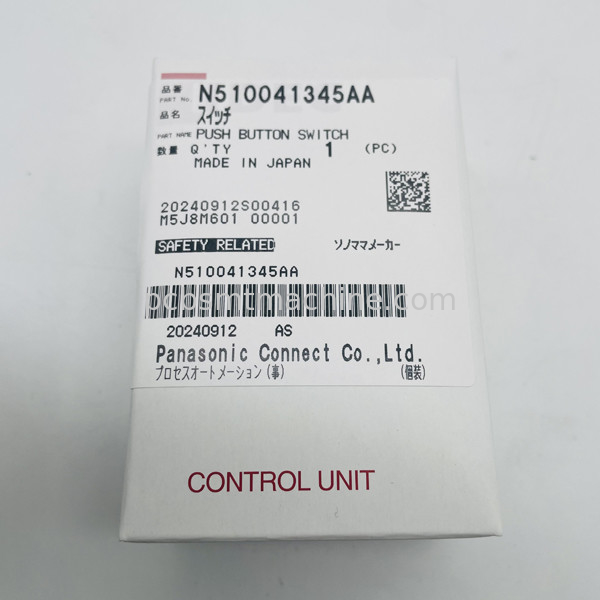 品番 N510041345AA
PART No.
品名 スイッチ
PART NAME PUSH BUTTON SWITCH
数量 Q'TY 1 (PC)
MADE IN JAPAN
20240912S00416
M5J8M601 00001
SAFETY RELATED ソノママメーカー
N510041345AA
pcbsmtmachine.com
20240912 AS
Panasonic Connect Co.,Ltd.
プロセスオートメーション(事) (個装)
CONTROL UNIT